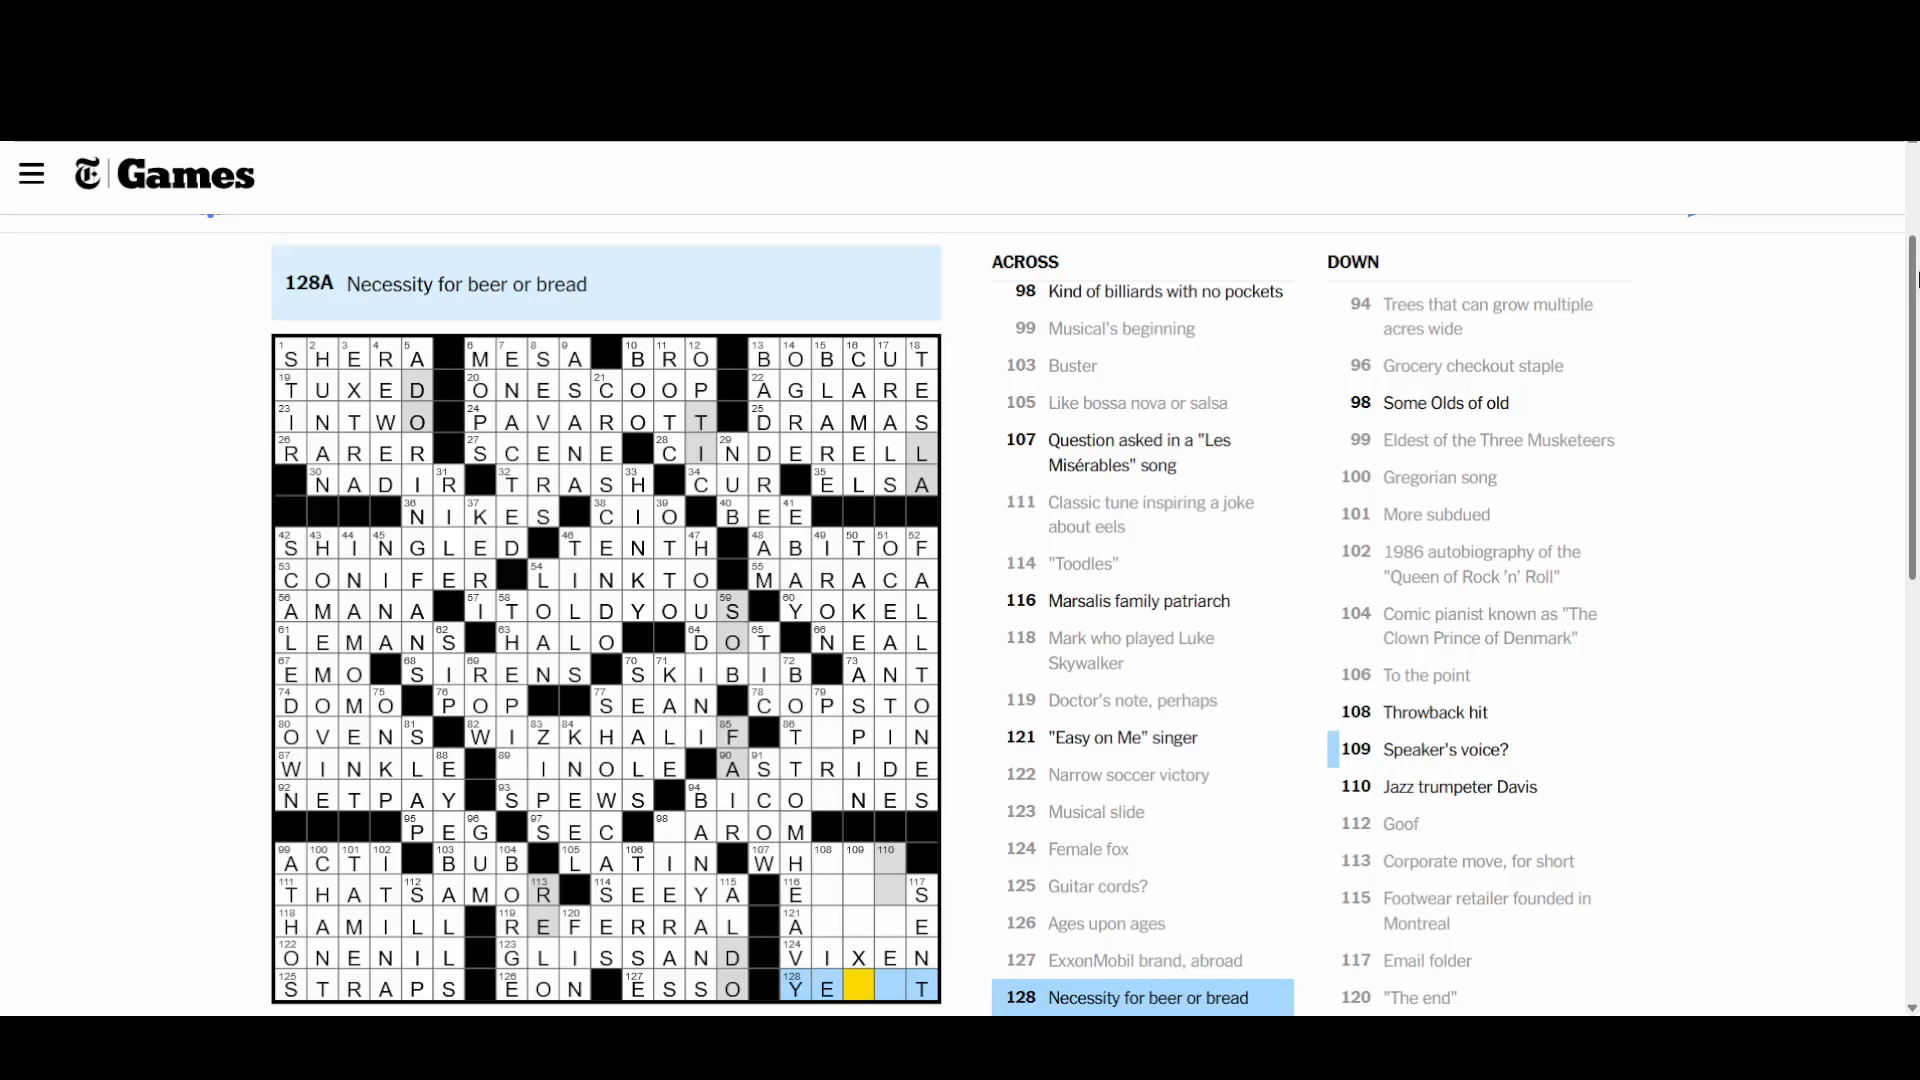 Games
128A Necessity for beer or bread
ACROSS
98 Kind of billiards with no pockets
99 Musical's beginning
103 Buster
105 Like bossa nova or salsa
107 Question asked in a "Les
Misérables" song
111 Classic tune inspiring a joke
about eels
114 "Toodles"
116 Marsalis family patriarch
118 Mark who played Luke
Skywalker
119 Doctor's note, perhaps
121 "Easy on Me" singer
122 Narrow soccer victory
123 Musical slide
124 Female fox
125 Guitar cords?
126 Ages upon ages
127 ExxonMobil brand, abroad
128 Necessity for beer or bread
DOWN
94 Trees that can grow multiple
acres wide
96 Grocery checkout staple
98 Some Olds of old
99 Eldest of the Three Musketeers
100 Gregorian song
101 More subdued
102 1986 autobiography of the
"Queen of Rock 'n' Roll"
104 Comic pianist known as "The
Clown Prince of Denmark"
106 To the point
108 Throwback hit
109 Speaker's voice?
110 Jazz trumpeter Davis
112 Goof
113 Corporate move, for short
115 Footwear retailer founded in
Montreal
117 Email folder
120 "The end"
S H E R A M E S A B R O B O B C U T
T U X E D O N E S C O O P A G L A R E
I N T W O P A V A R O T T D R A M A S
R A R E R S C E N E C I N D E R E L L
N A D I R T R A S H C U R E L S A
N I K E S C I O B E E
S H I N G L E D T E N T H A B I T O F
C O N I F E R L I N K T O M A R A C A
A M A N A I T O L D Y O U S Y O K E L
L E M A N S H A L O D O T N E A L
E M O S I R E N S S K I B I B A N T
D O M O P O P S E A N C O P S T O
O V E N S W I Z K H A L I F T P I N
W I N K L E I N O L E A S T R I D E
N E T P A Y S P E W S B I C O N E S
P E G S E C A R O M
A C T I B U B L A T I N W H
T H A T S A M O R S E E Y A E S
H A M I L L R E F E R R A L A E
O N E N I L G L I S S A N D V I X E N
S T R A P S E O N E S S O Y E T